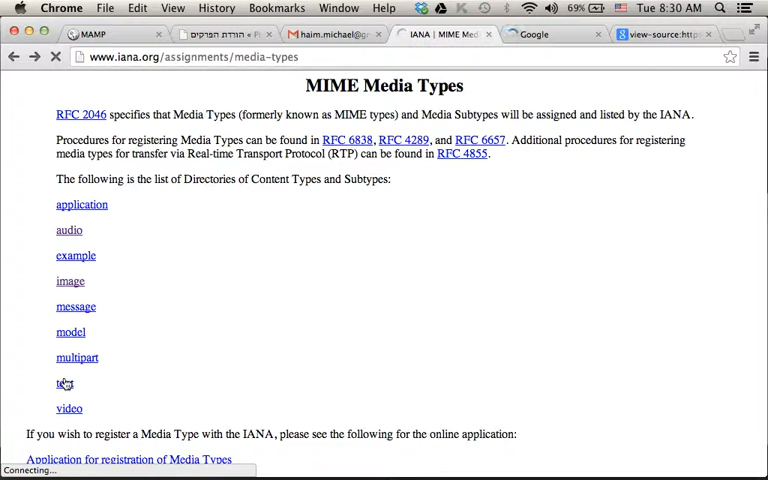 Chrome File Edit View History Bookmarks Window Help 69% Tue 8:30 AM
MAMP הורדת הפרקים « P haim.michael@g IANA | MIME Med Google view-source:https
www.iana.org/assignments/media-types
MIME Media Types
RFC 2046 specifies that Media Types (formerly known as MIME types) and Media Subtypes will be assigned and listed by the IANA.
Procedures for registering Media Types can be found in RFC 6838, RFC 4289, and RFC 6657. Additional procedures for registering
media types for transfer via Real-time Transport Protocol (RTP) can be found in RFC 4855.
The following is the list of Directories of Content Types and Subtypes:
application
audio
example
image
message
model
multipart
text
video
If you wish to register a Media Type with the IANA, please see the following for the online application:
Application for registration of Media Types
Connecting...